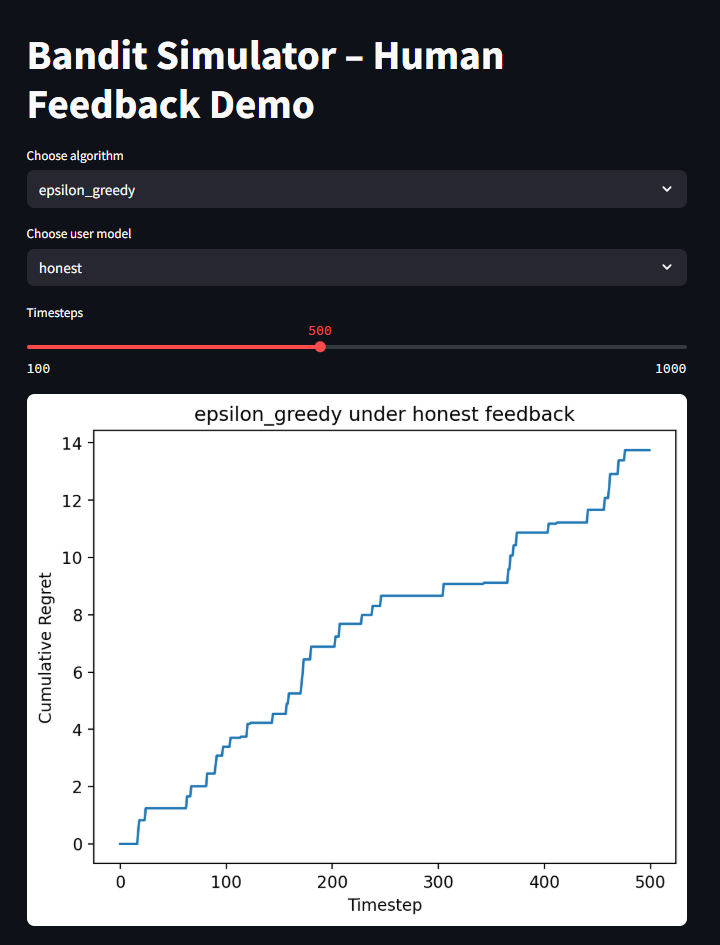 Bandit Simulator – Human
Feedback Demo
Choose algorithm
epsilon_greedy
Choose user model
honest
Timesteps
500
100
1000
epsilon_greedy under honest feedback
14
12
10
8
6
4
2
0
Cumulative Regret
0
100
200
300
400
500
Timestep